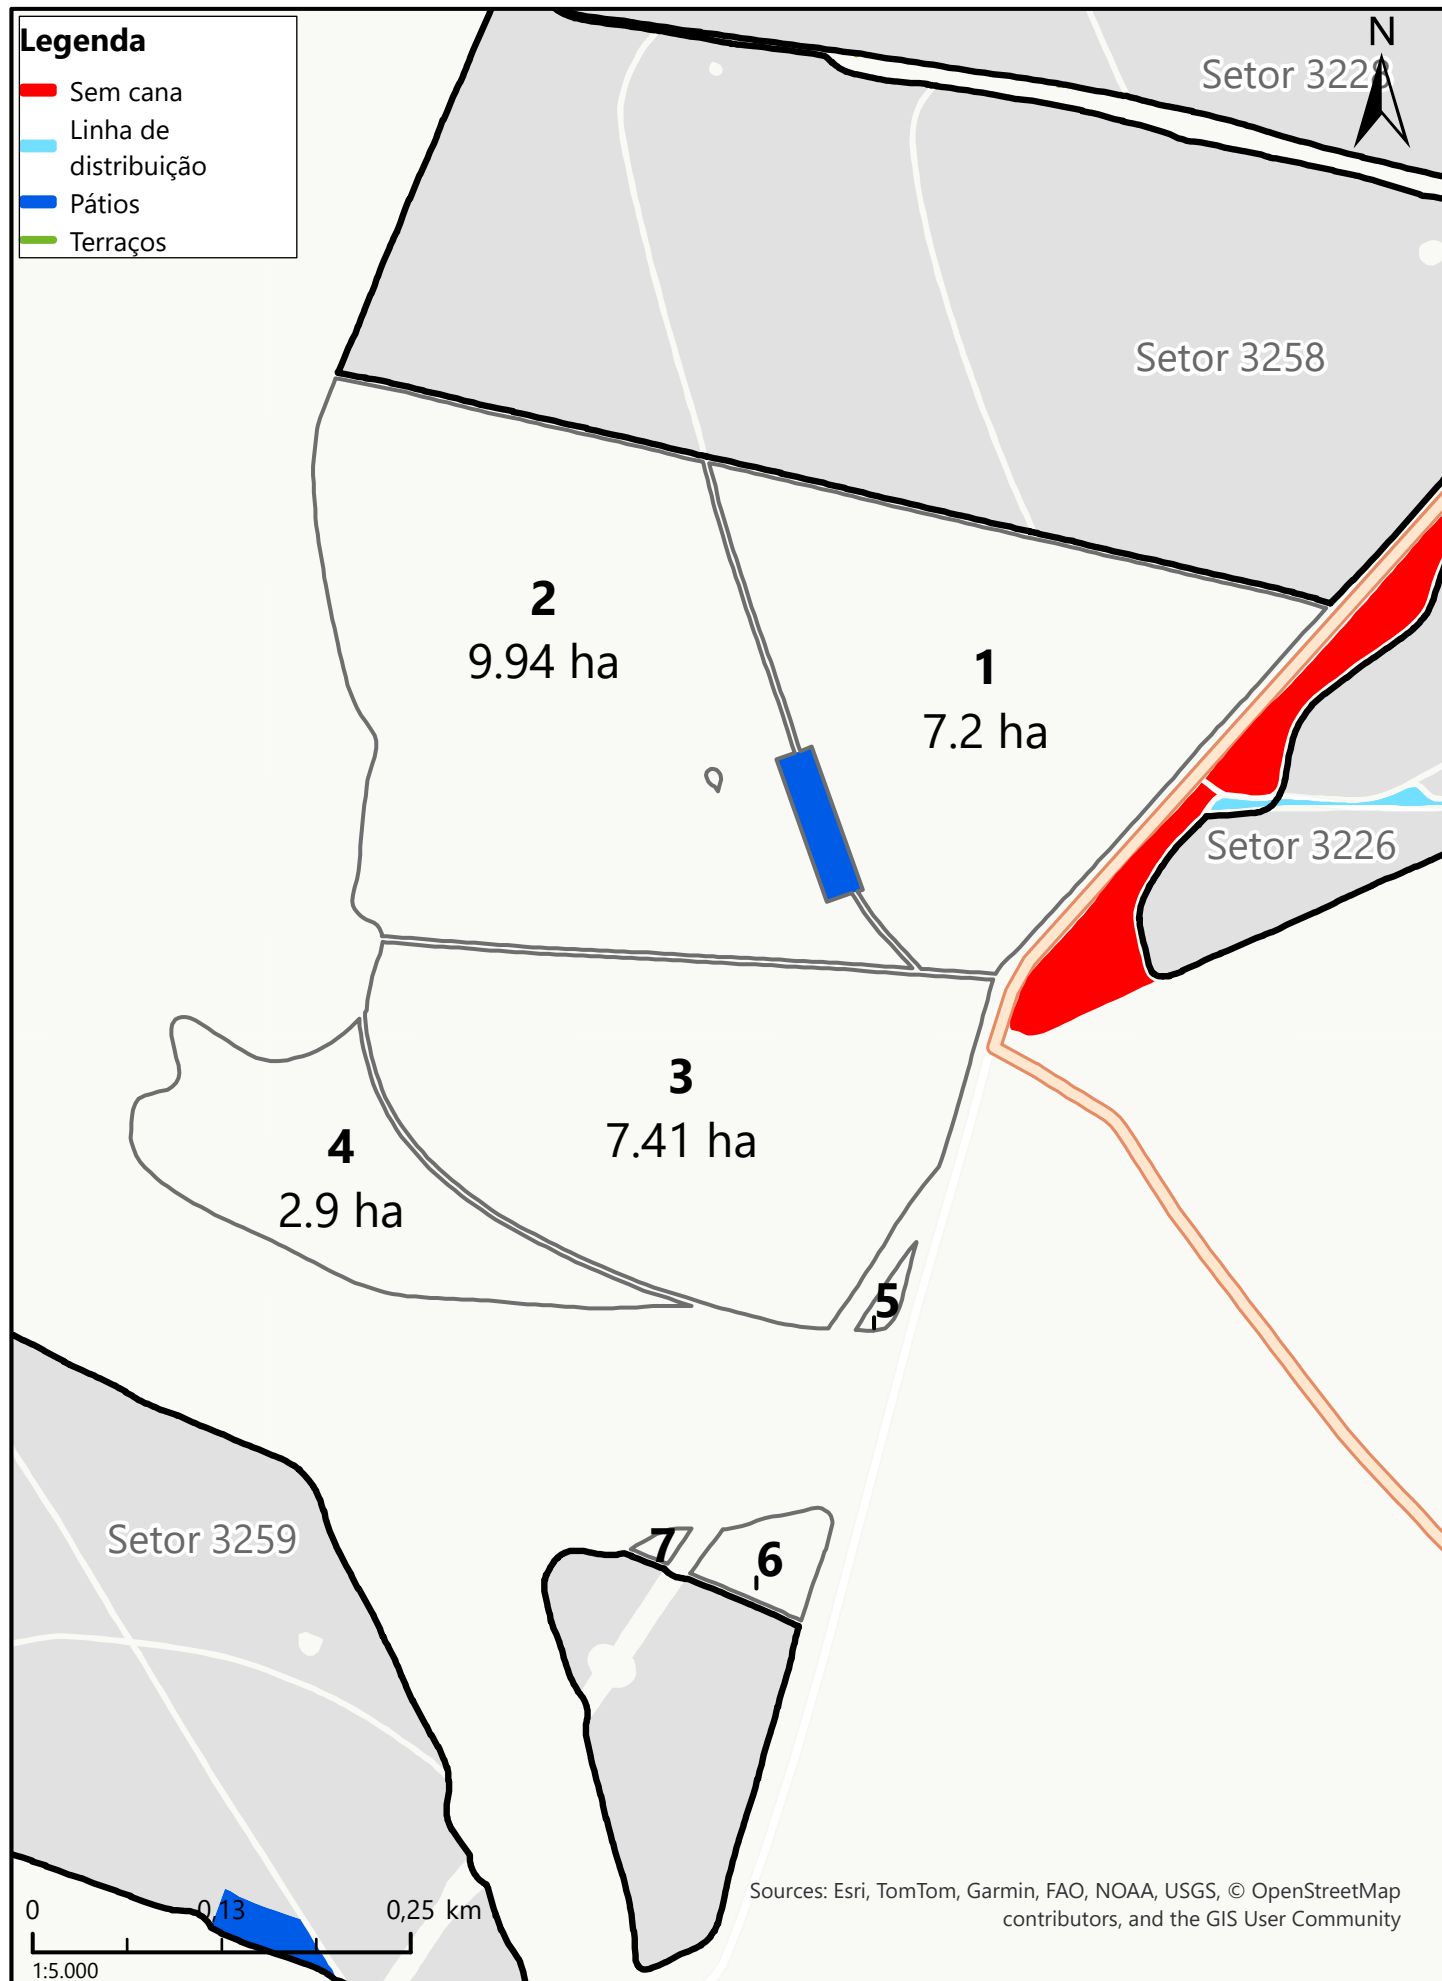 Legenda
Sem cana
Linha de
distribuição
Pátios
Terraços
N
Setor 3228
Setor 3258
2
9.94 ha
1
7.2 ha
Setor 3226
3
7.41 ha
4
2.9 ha
5
Setor 3259
7
6
Sources: Esri, TomTom, Garmin, FAO, NOAA, USGS, © OpenStreetMap
contributors, and the GIS User Community
0 0,13 0,25 km
1:5.000